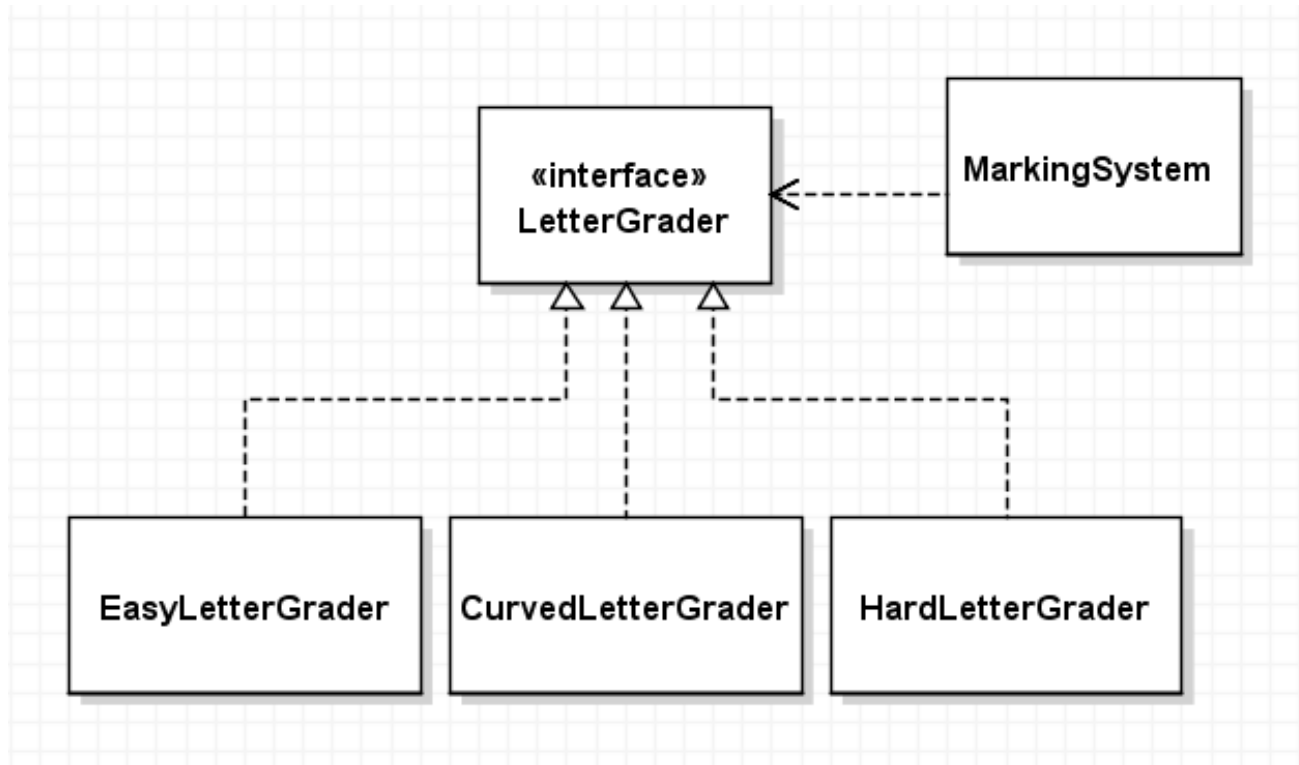 «interface»
LetterGrader
MarkingSystem
EasyLetterGrader
CurvedLetterGrader
HardLetterGrader